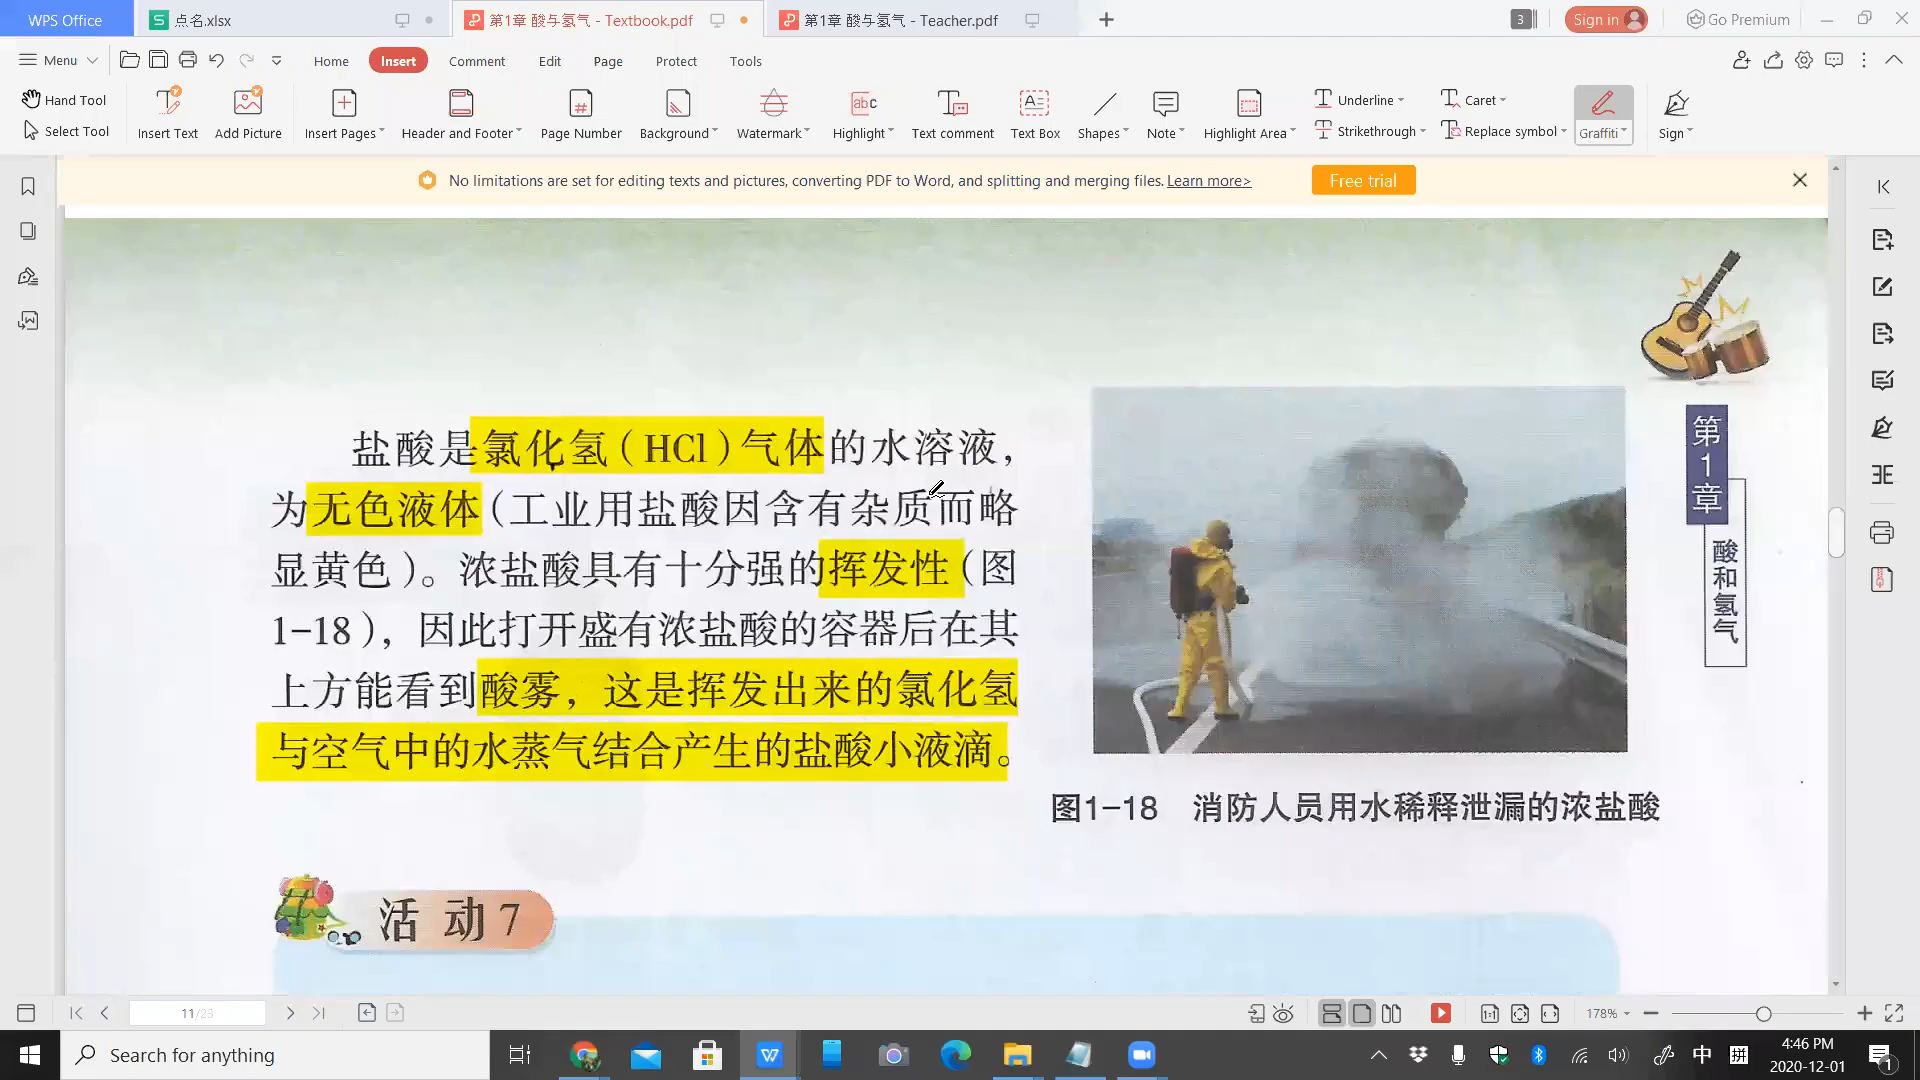 WPS Office
点名.xlsx
第1章 酸与氢气 - Textbook.pdf
第1章 酸与氢气 - Teacher.pdf
3
Sign in
Go Premium
Menu
Home
Insert
Comment
Edit
Page
Protect
Tools
Hand Tool
Select Tool
Insert Text
Add Picture
Insert Pages
Header and Footer
Page Number
Background
Watermark
Highlight
Text comment
Text Box
Shapes
Note
Highlight Area
Underline
Strikethrough
Caret
Replace symbol
Graffiti
Sign
No limitations are set for editing texts and pictures, converting PDF to Word, and splitting and merging files. Learn more>
Free trial
盐酸是氯化氢(HCl)气体的水溶液,
为无色液体(工业用盐酸因含有杂质而略
显黄色)。浓盐酸具有十分强的挥发性(图
1-18),因此打开盛有浓盐酸的容器后在其
上方能看到酸雾,这是挥发出来的氯化氢
与空气中的水蒸气结合产生的盐酸小液滴。
图1-18 消防人员用水稀释泄漏的浓盐酸
第1章
酸和氢气
活动7
11/23
178%
Search for anything
中
拼
4:46 PM
2020-12-01
1